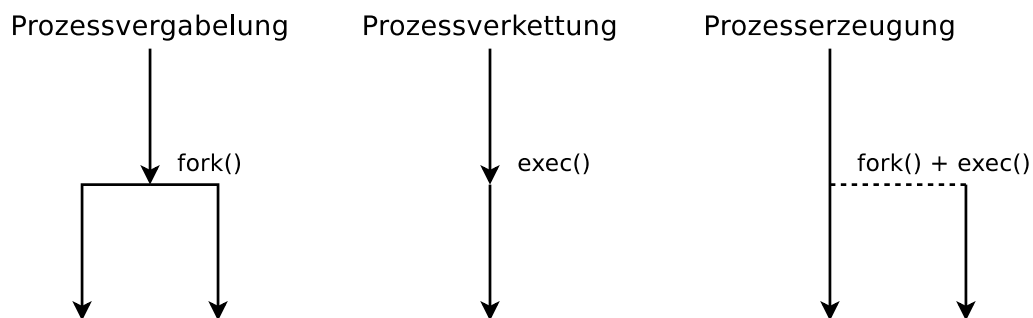 Prozessvergabelung
Prozessverkettung
Prozesserzeugung
fork()
exec()
fork() + exec()